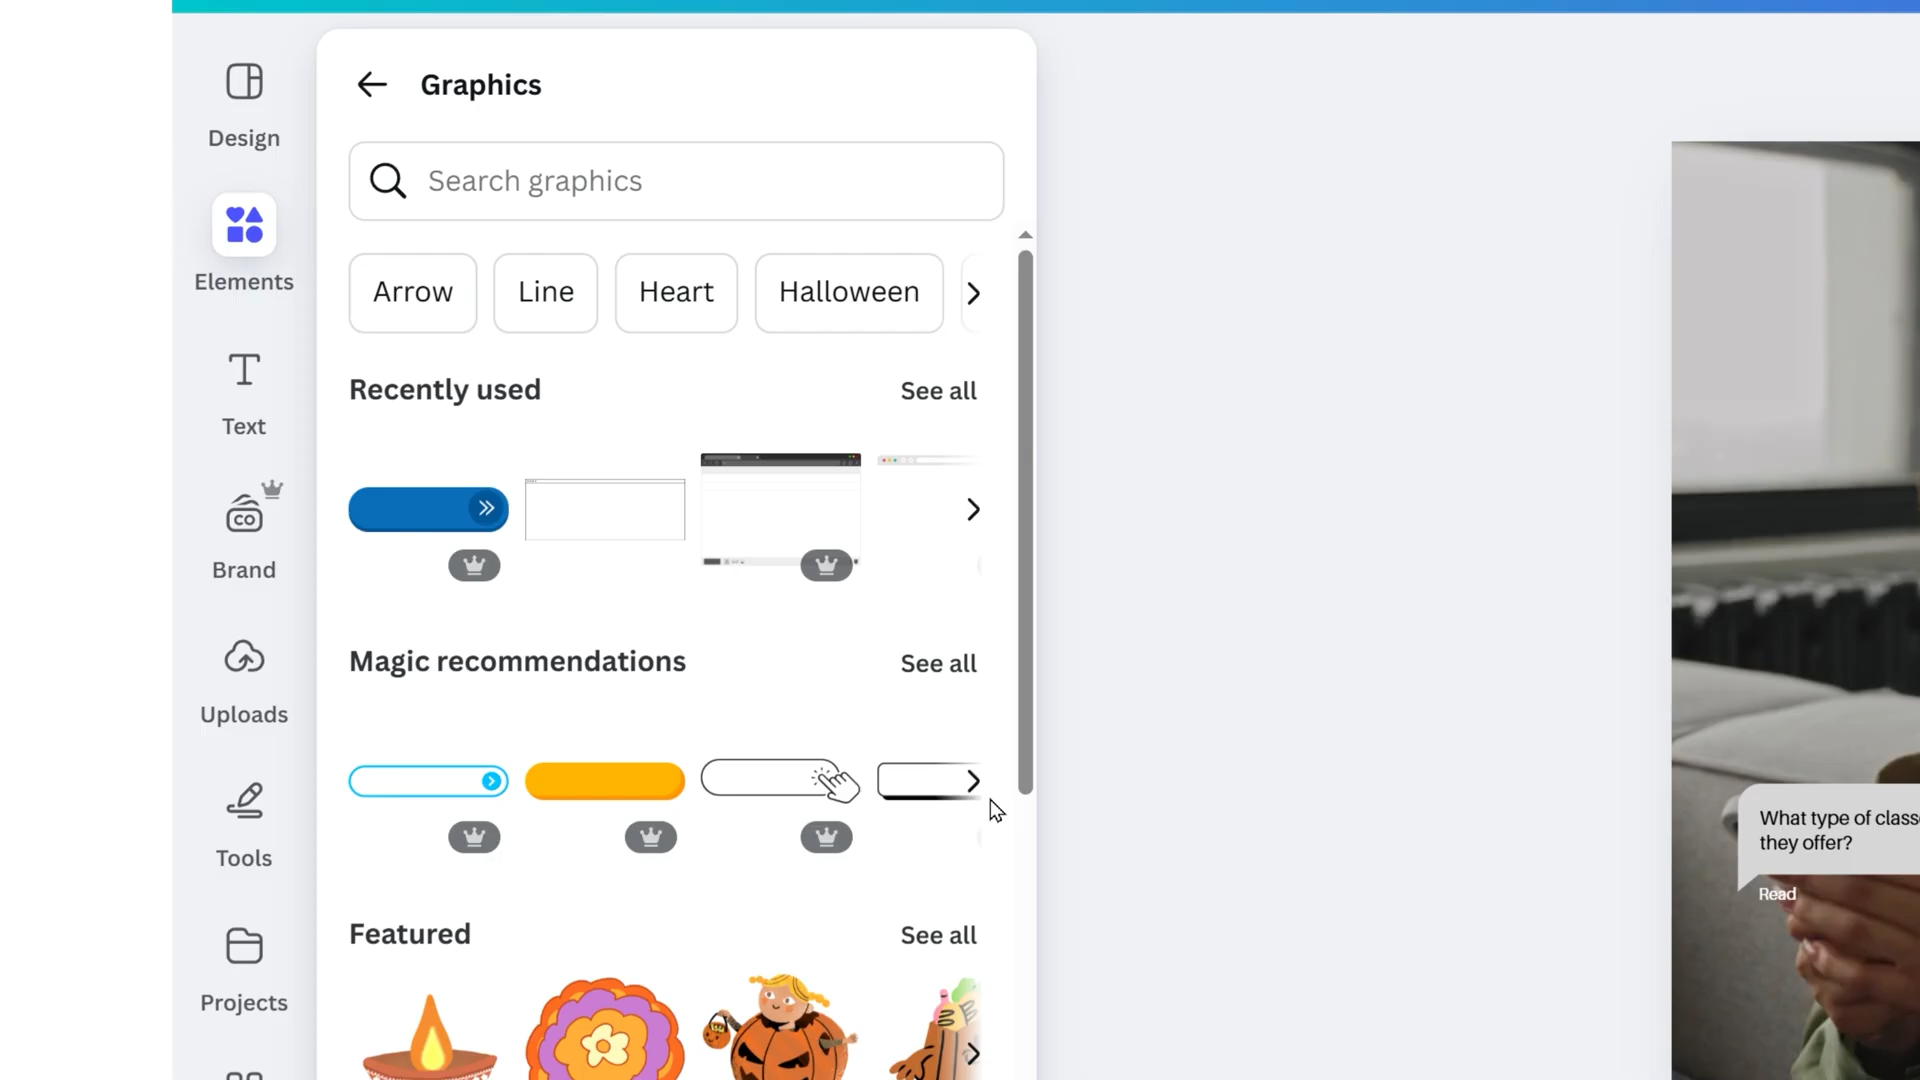 Graphics
Design
Search graphics
Elements
Arrow
Line
Heart
Halloween
Recently used
See all
Text
CO
Brand
Magic recommendations
See all
Uploads
Tools
What type of class
they offer?
Read
Featured
See all
Projects